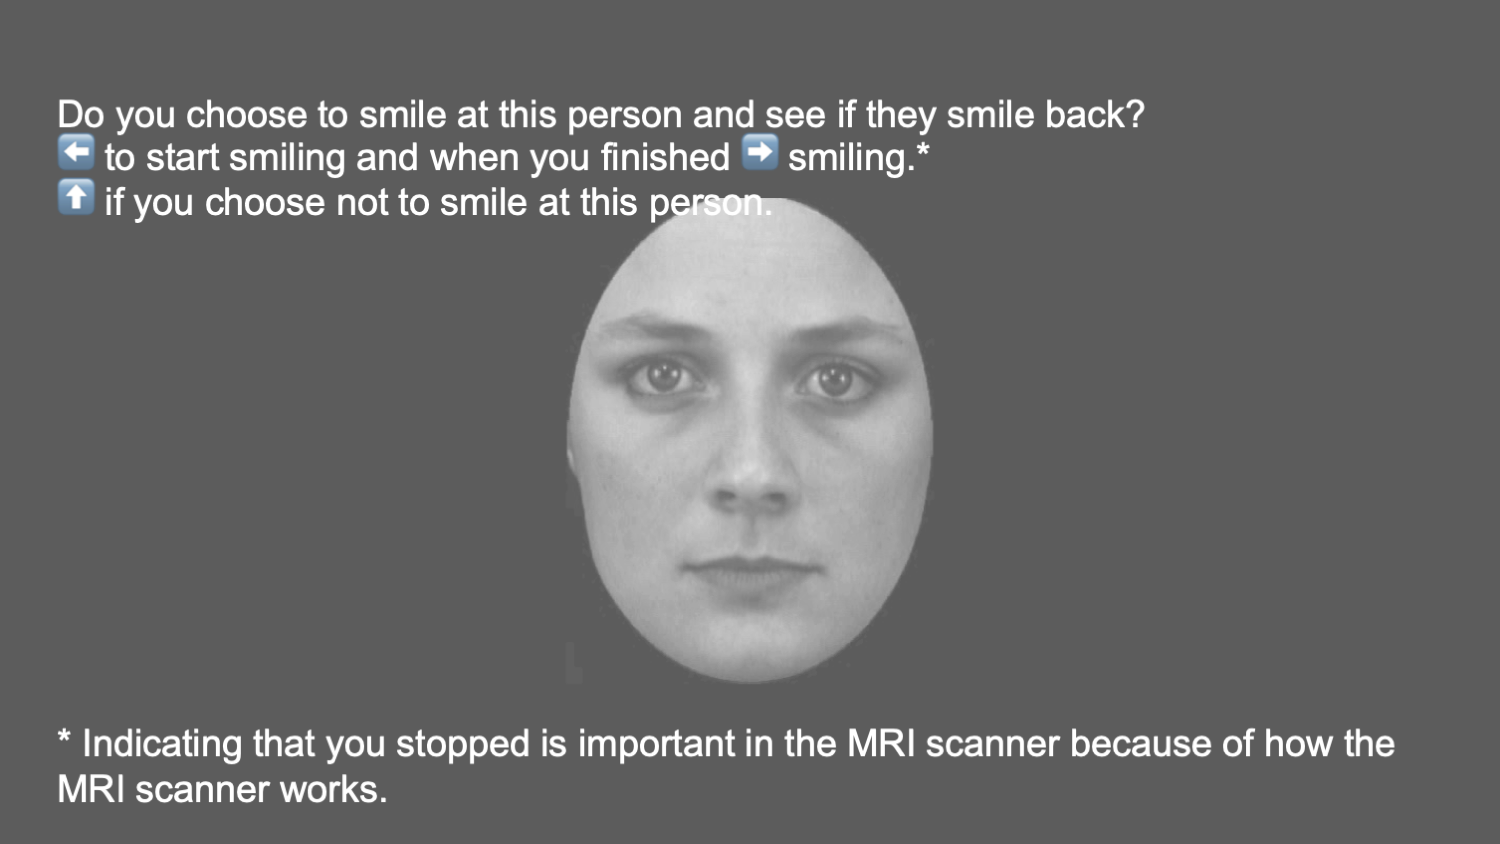 Do you choose to smile at this person and see if they smile back?
⬅️ to start smiling and when you finished ➡️ smiling.*
⬆️ if you choose not to smile at this person.
* Indicating that you stopped is important in the MRI scanner because of how the
MRI scanner works.